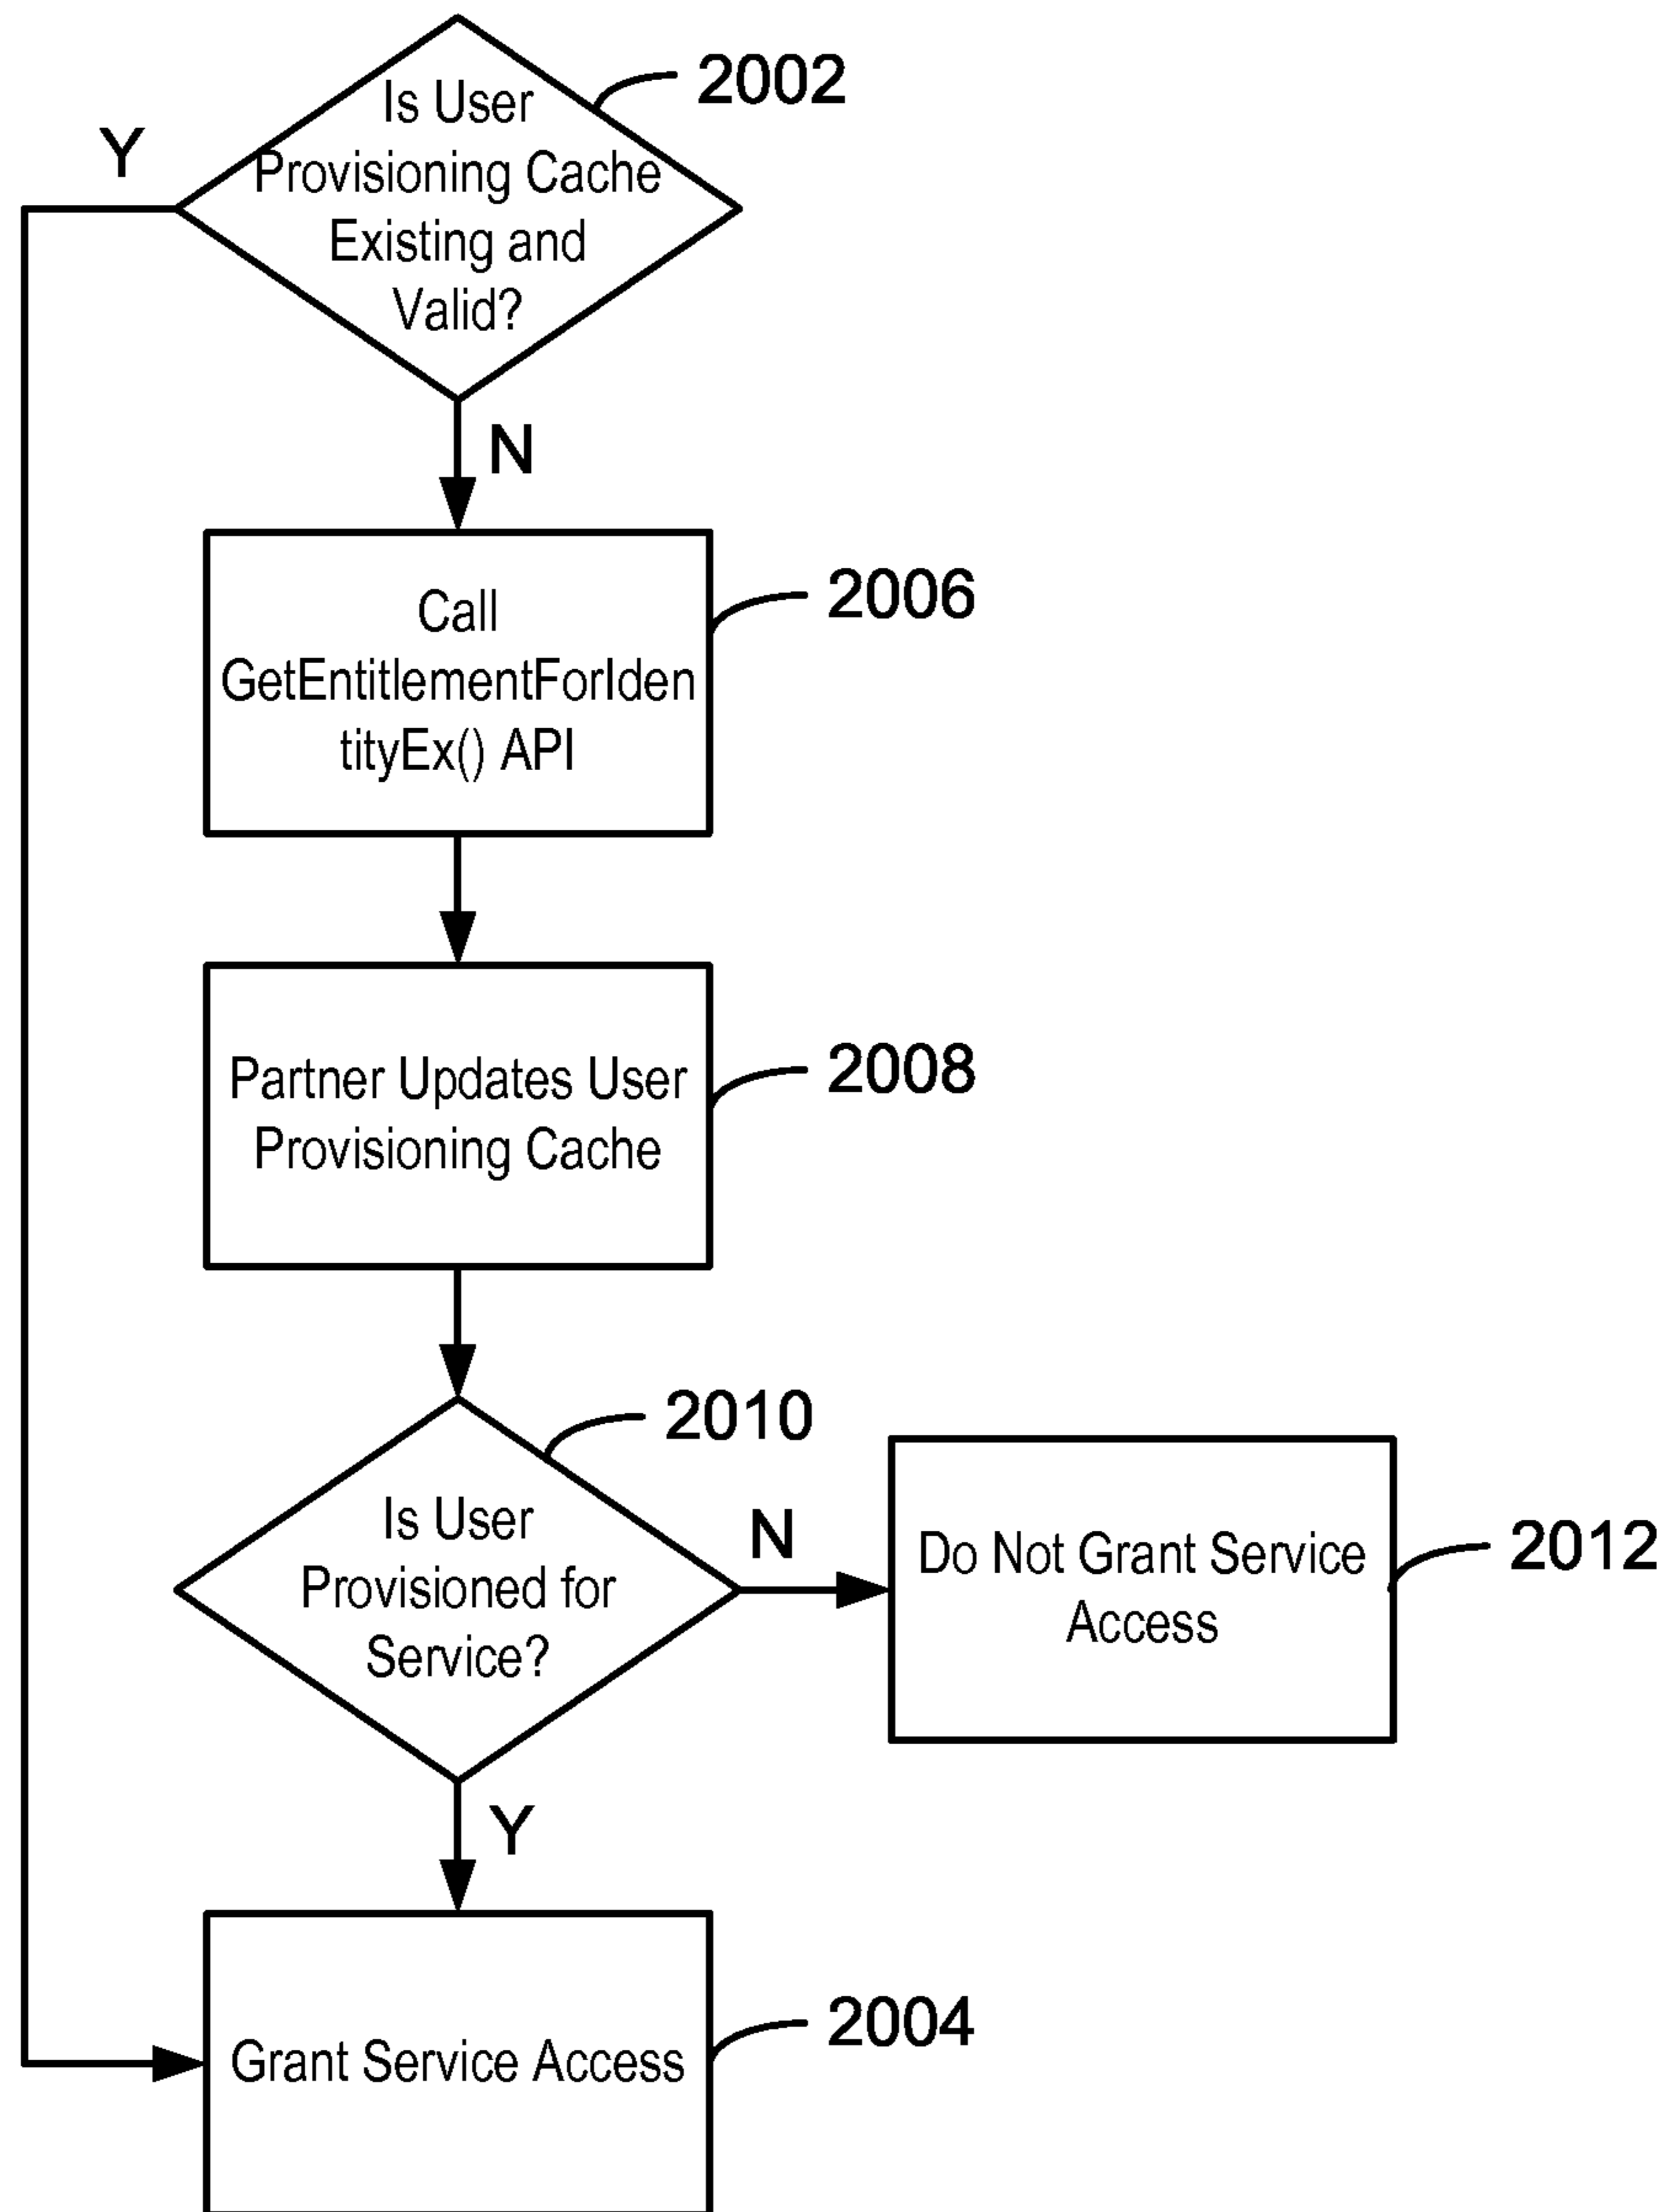 Is User
Provisioning Cache
Existing and
Valid?
2002
Y
N
Call
GetEntitlementForIden
tityEx() API
2006
Partner Updates User
Provisioning Cache
2008
Is User
Provisioned for
Service?
2010
N
Do Not Grant Service
Access
2012
Y
Grant Service Access
2004